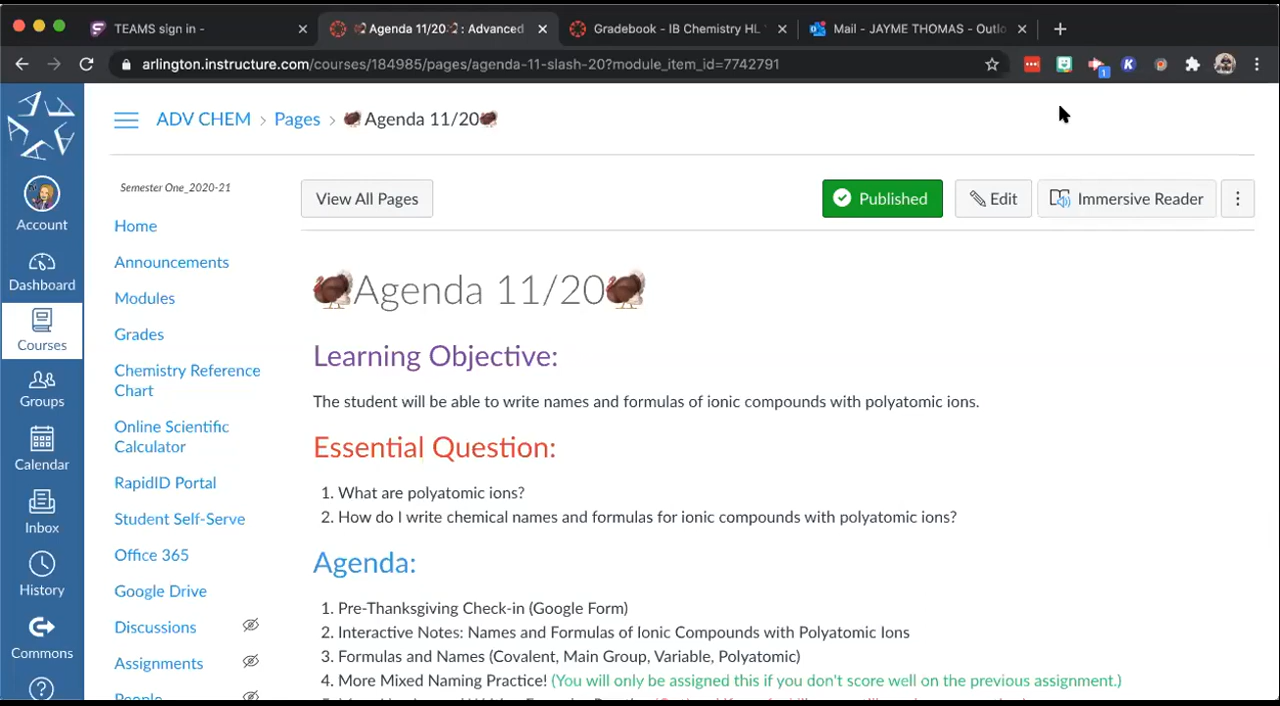 TEAMS sign in -
Agenda 11/20 : Advanced
Gradebook - IB Chemistry HL
Mail - JAYME THOMAS - Outlo
arlington.instructure.com/courses/184985/pages/agenda-11-slash-20?module_item_id=7742791
1
K
ADV CHEM > Pages > Agenda 11/20
Account
Dashboard
Courses
Groups
Calendar
Inbox
History
Commons
Semester One_2020-21
Home
Announcements
Modules
Grades
Chemistry Reference
Chart
Online Scientific
Calculator
RapidID Portal
Student Self-Serve
Office 365
Google Drive
Discussions
Assignments
People
View All Pages
Published
Edit
Immersive Reader
Agenda 11/20
Learning Objective:
The student will be able to write names and formulas of ionic compounds with polyatomic ions.
Essential Question:
1. What are polyatomic ions?
2. How do I write chemical names and formulas for ionic compounds with polyatomic ions?
Agenda:
1. Pre-Thanksgiving Check-in (Google Form)
2. Interactive Notes: Names and Formulas of Ionic Compounds with Polyatomic Ions
3. Formulas and Names (Covalent, Main Group, Variable, Polyatomic)
4. More Mixed Naming Practice! (You will only be assigned this if you don't score well on the previous assignment.)